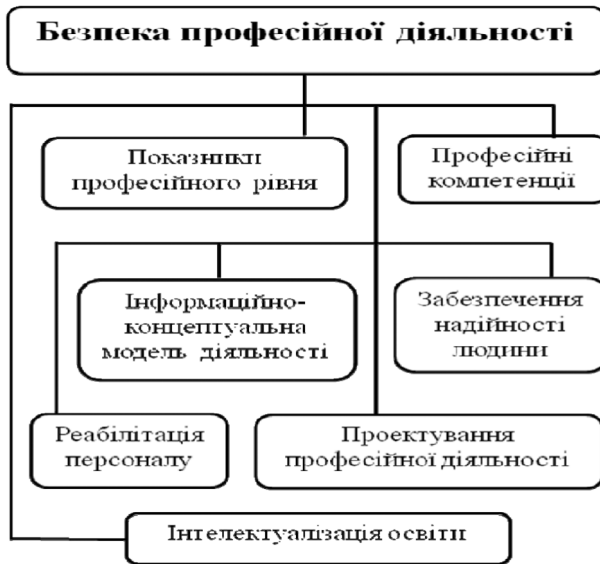 Безпека професійної діяльності
Показники
професійного рівня
Професійні
компетенції
Інформаційно-
концептуальна
модель діяльності
Забезпечення
надійності
людини
Реабілітація
персоналу
Проектування
професійної діяльності
Інтелектуалізація освіти